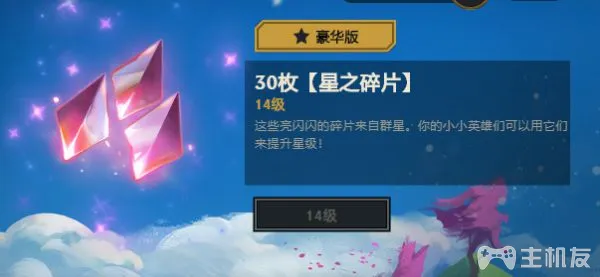 豪华版
30枚【星之碎片】
14级
这些亮闪闪的碎片来自群星。你的小小英雄们可以用它们
来提升星级！
14级
主机友